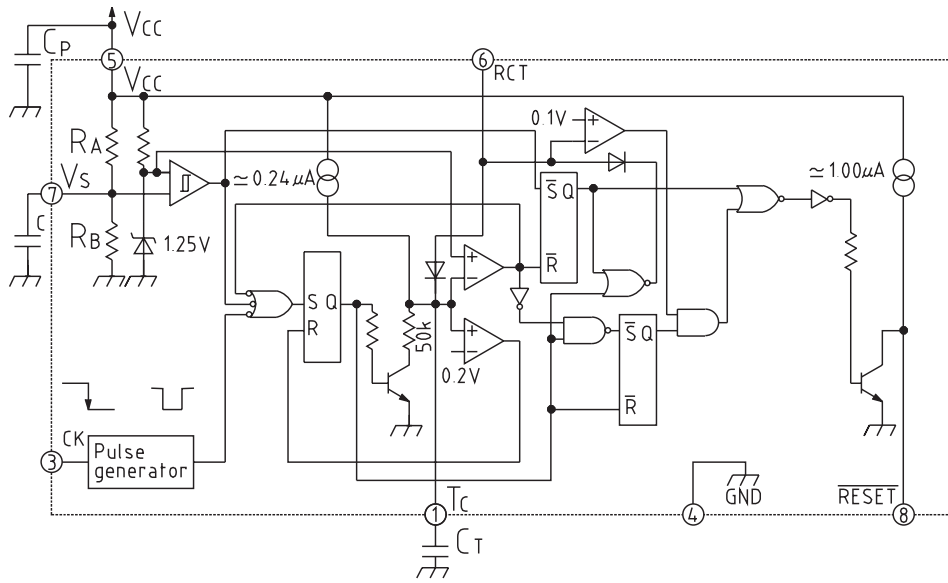 VCC
CP
5
6
RCT
VCC
0.1V
RA
VS
≃0.24μA
≃1.00μA
7
C
RB
1.25V
S̅ Q
R̅
S Q
R
50k
S̅ Q
0.2V
R̅
CK
3
Pulse
generator
TC
GND
R̅E̅S̅E̅T̅
1
4
8
CT